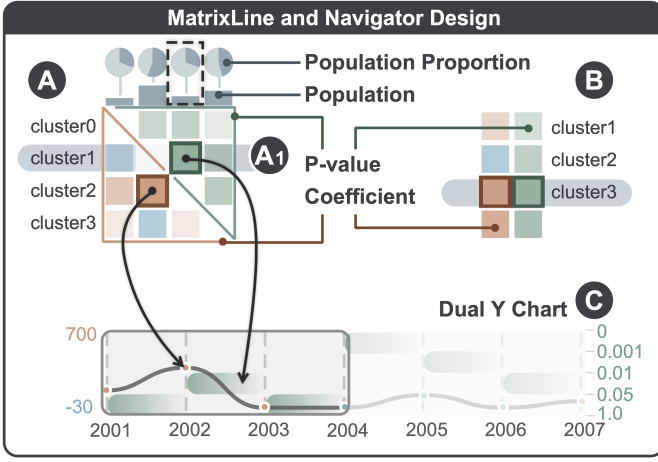 MatrixLine and Navigator Design
A
Population Proportion
Population
B
cluster0
cluster1
cluster2
cluster3
A1
P-value
Coefficient
cluster1
cluster2
cluster3
Dual Y Chart
C
700
-30
0
0.001
0.01
0.05
1.0
2001 2002 2003 2004 2005 2006 2007